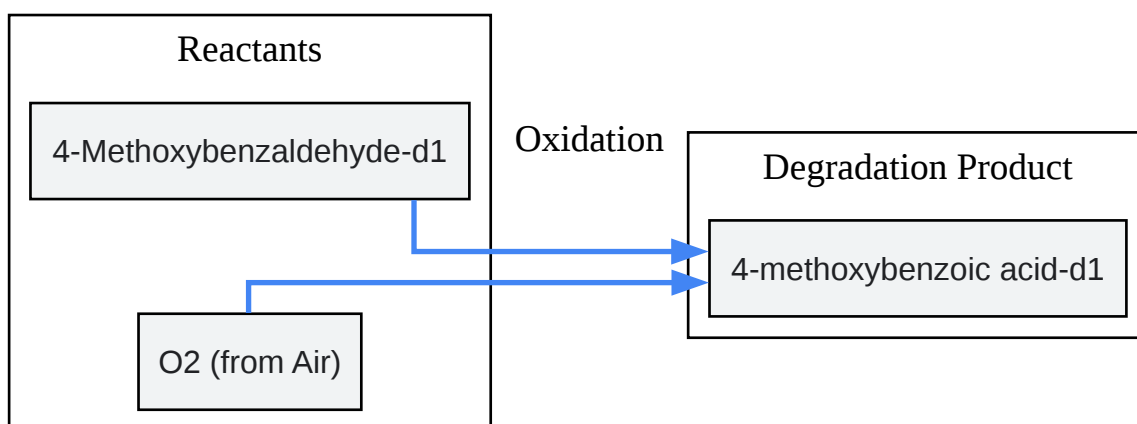 Reactants
4-Methoxybenzaldehyde-d1
O2 (from Air)
Oxidation
Degradation Product
4-methoxybenzoic acid-d1